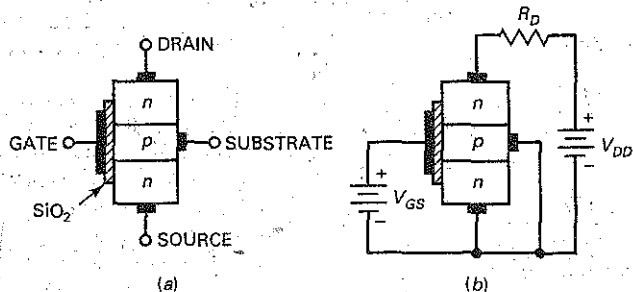 DRAIN
n
GATE
p
SUBSTRATE
n
SiO₂
SOURCE
(a)
R_D
n
p
n
+
V_GS
−
+
V_DD
−
(b)